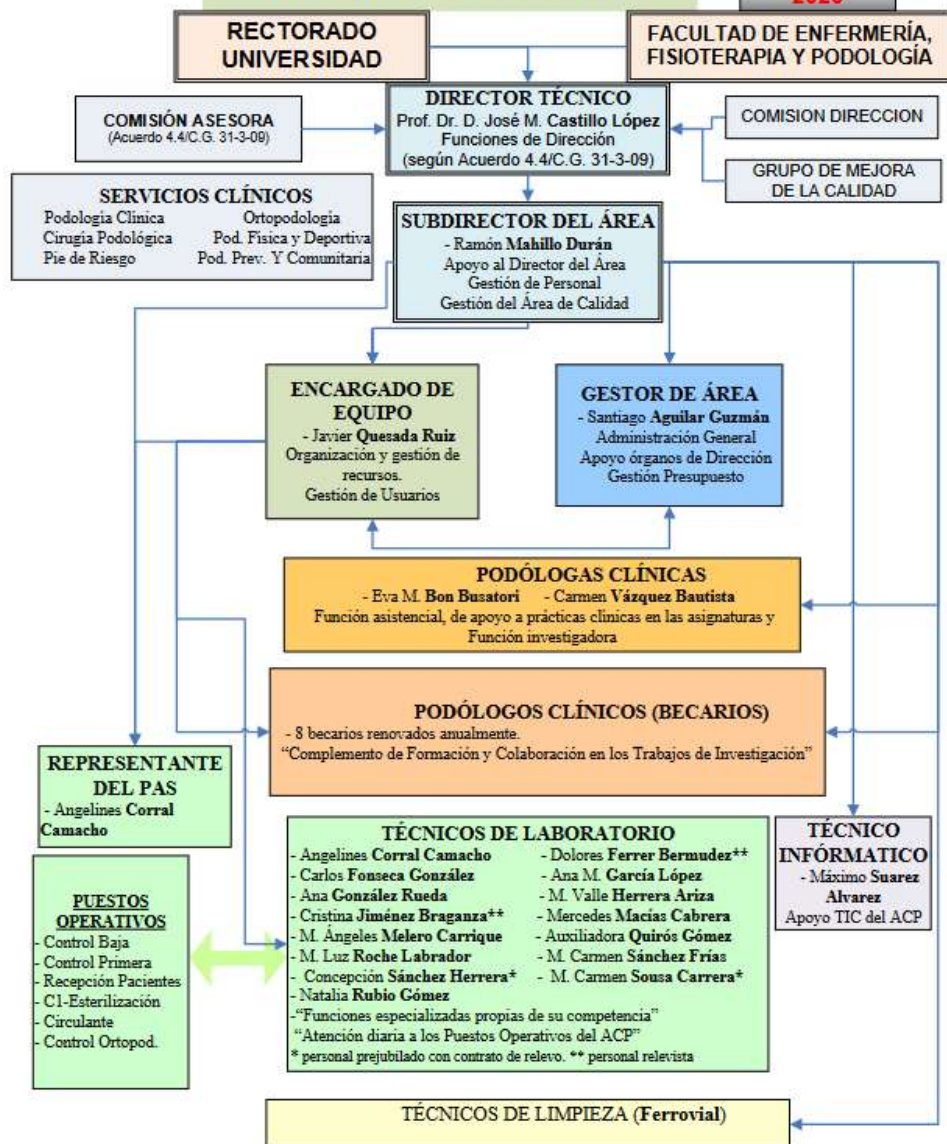 2020
RECTORADO
UNIVERSIDAD
FACULTAD DE ENFERMERÍA,
FISIOTERAPIA Y PODOLOGÍA
DIRECTOR TÉCNICO
Prof. Dr. D. José M. Castillo López
Funciones de Dirección
(según Acuerdo 4.4/C.G. 31-3-09)
COMISIÓN ASESORA
(Acuerdo 4.4/C.G. 31-3-09)
COMISION DIRECCION
GRUPO DE MEJORA
DE LA CALIDAD
SERVICIOS CLÍNICOS
Podología Clínica Ortopodología
Cirugía Podológica Pod. Física y Deportiva
Pie de Riesgo Pod. Prev. Y Comunitaria
SUBDIRECTOR DEL ÁREA
- Ramón Mahillo Durán
Apoyo al Director del Área
Gestión de Personal
Gestión del Área de Calidad
ENCARGADO DE
EQUIPO
- Javier Quesada Ruiz
Organización y gestión de
recursos.
Gestión de Usuarios
GESTOR DE ÁREA
- Santiago Aguilar Guzmán
Administración General
Apoyo órganos de Dirección
Gestión Presupuesto
PODÓLOGAS CLÍNICAS
- Eva M. Bon Busatori - Carmen Vázquez Bautista
Función asistencial, de apoyo a prácticas clínicas en las asignaturas y
Función investigadora
PODÓLOGOS CLÍNICOS (BECARIOS)
- 8 becarios renovados anualmente.
“Complemento de Formación y Colaboración en los Trabajos de Investigación”
REPRESENTANTE
DEL PAS
- Angelines Corral
Camacho
TÉCNICOS DE LABORATORIO
- Angelines Corral Camacho - Dolores Ferrer Bermudez**
- Carlos Fonseca González - Ana M. García López
- Ana González Rueda - M. Valle Herrera Ariza
- Cristina Jiménez Braganza** - Mercedes Macías Cabrera
- M. Ángeles Melero Carrique - Auxiliadora Quirós Gómez
- M. Luz Roche Labrador - M. Carmen Sánchez Frías
- Concepción Sánchez Herrera* - M. Carmen Sousa Carrera*
- Natalia Rubio Gómez
-“Funciones especializadas propias de su competencia”
“Atención diaria a los Puestos Operativos del ACP”
* personal prejubilado con contrato de relevo. ** personal relevista
TÉCNICO
INFÓRMATICO
- Máximo Suarez
Alvarez
Apoyo TIC del ACP
PUESTOS
OPERATIVOS
- Control Baja
- Control Primera
- Recepción Pacientes
- C1-Esterilización
- Circulante
- Control Ortopod.
TÉCNICOS DE LIMPIEZA (Ferrovial)